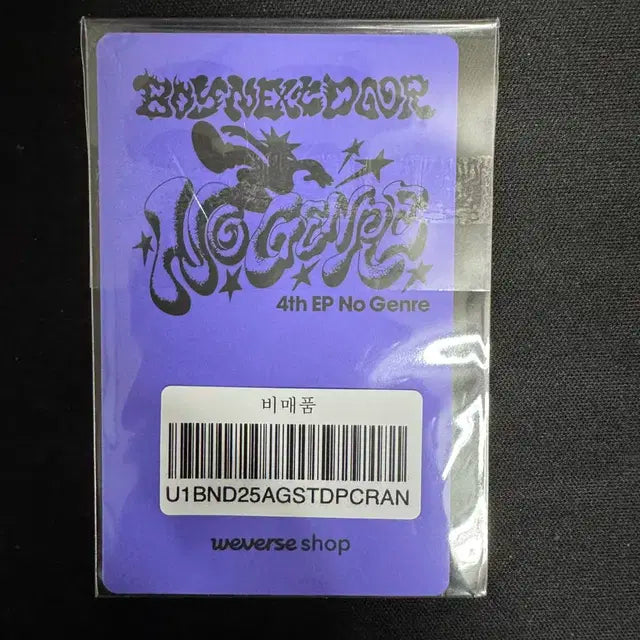 BOYNEXTDOOR
NO GENRE
4th EP No Genre
비매품
U1BND25AGSTDPCRAN
weverse shop